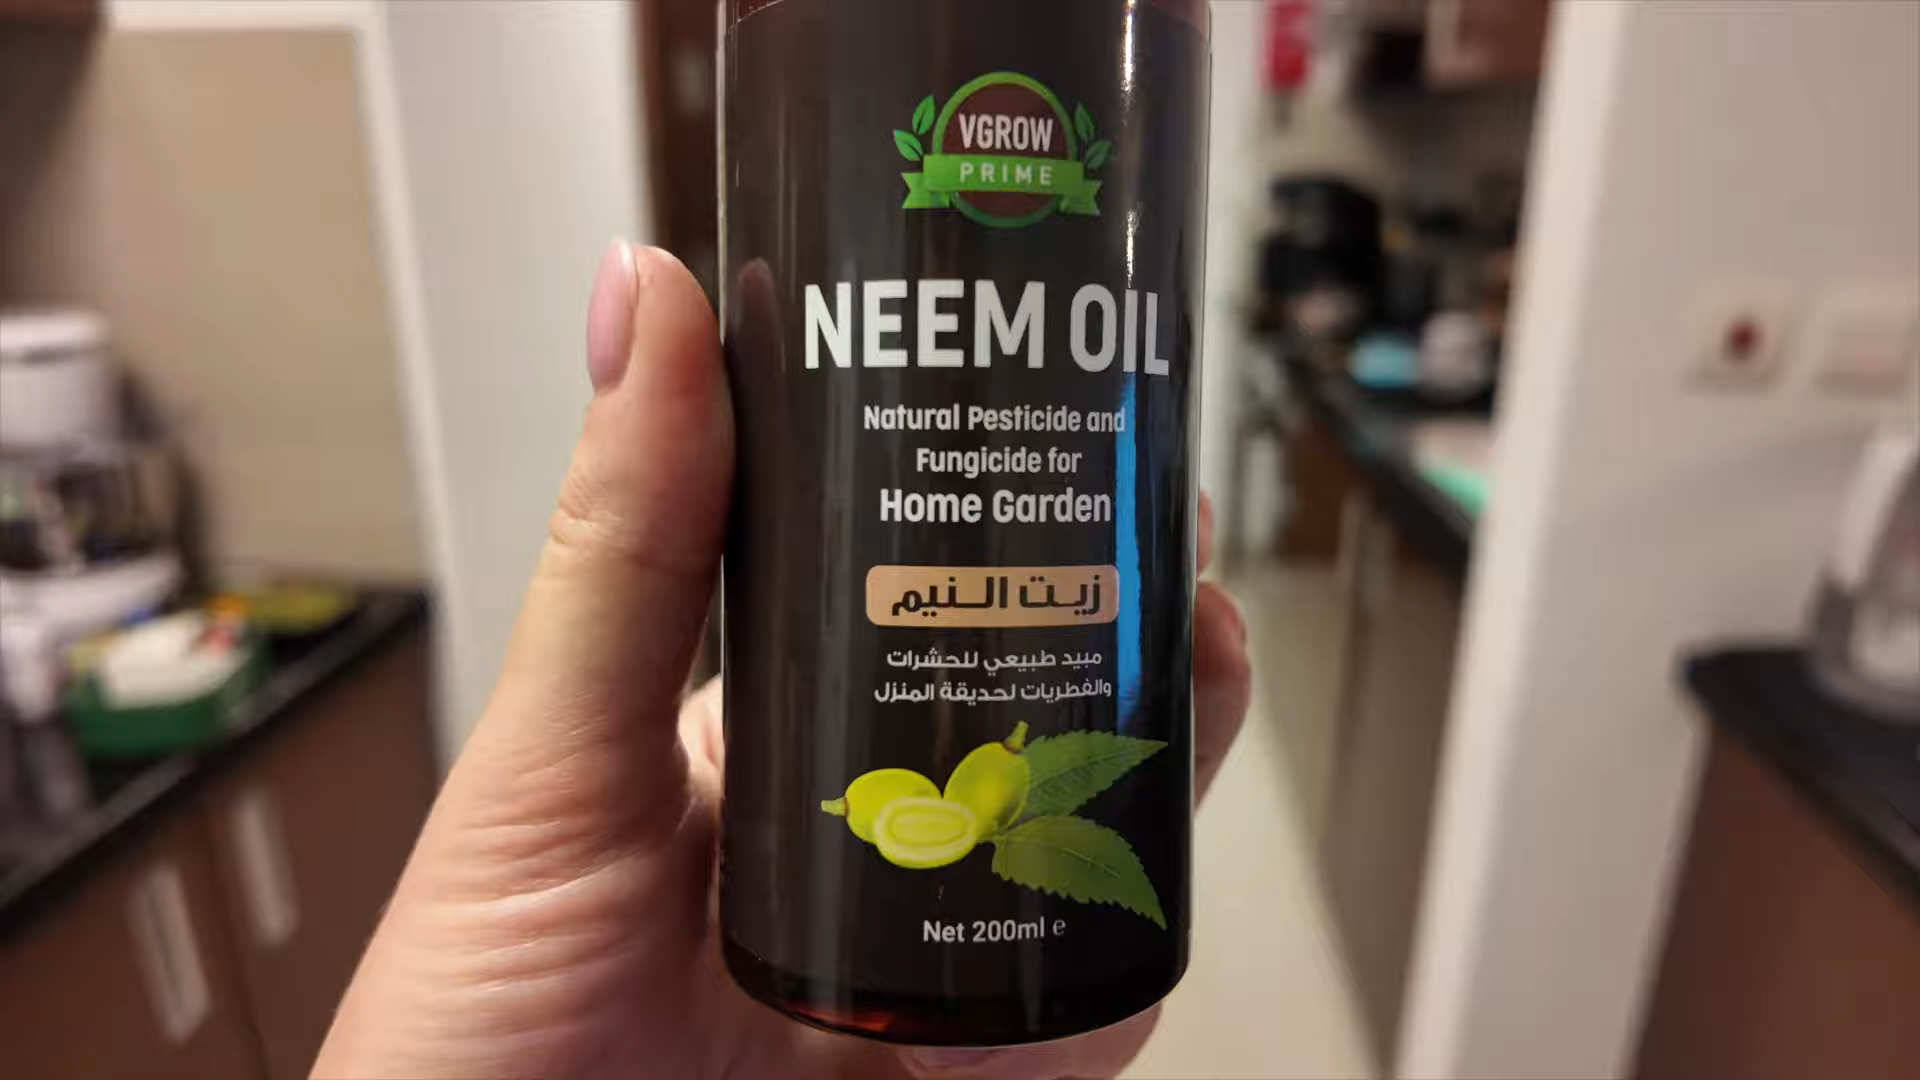 VGROW
PRIME
NEEM OIL
Natural Pesticide and
Fungicide for
Home Garden
زيت النيم
مبيد طبيعي للحشرات
والفطريات لحديقة المنزل
Net 200ml e